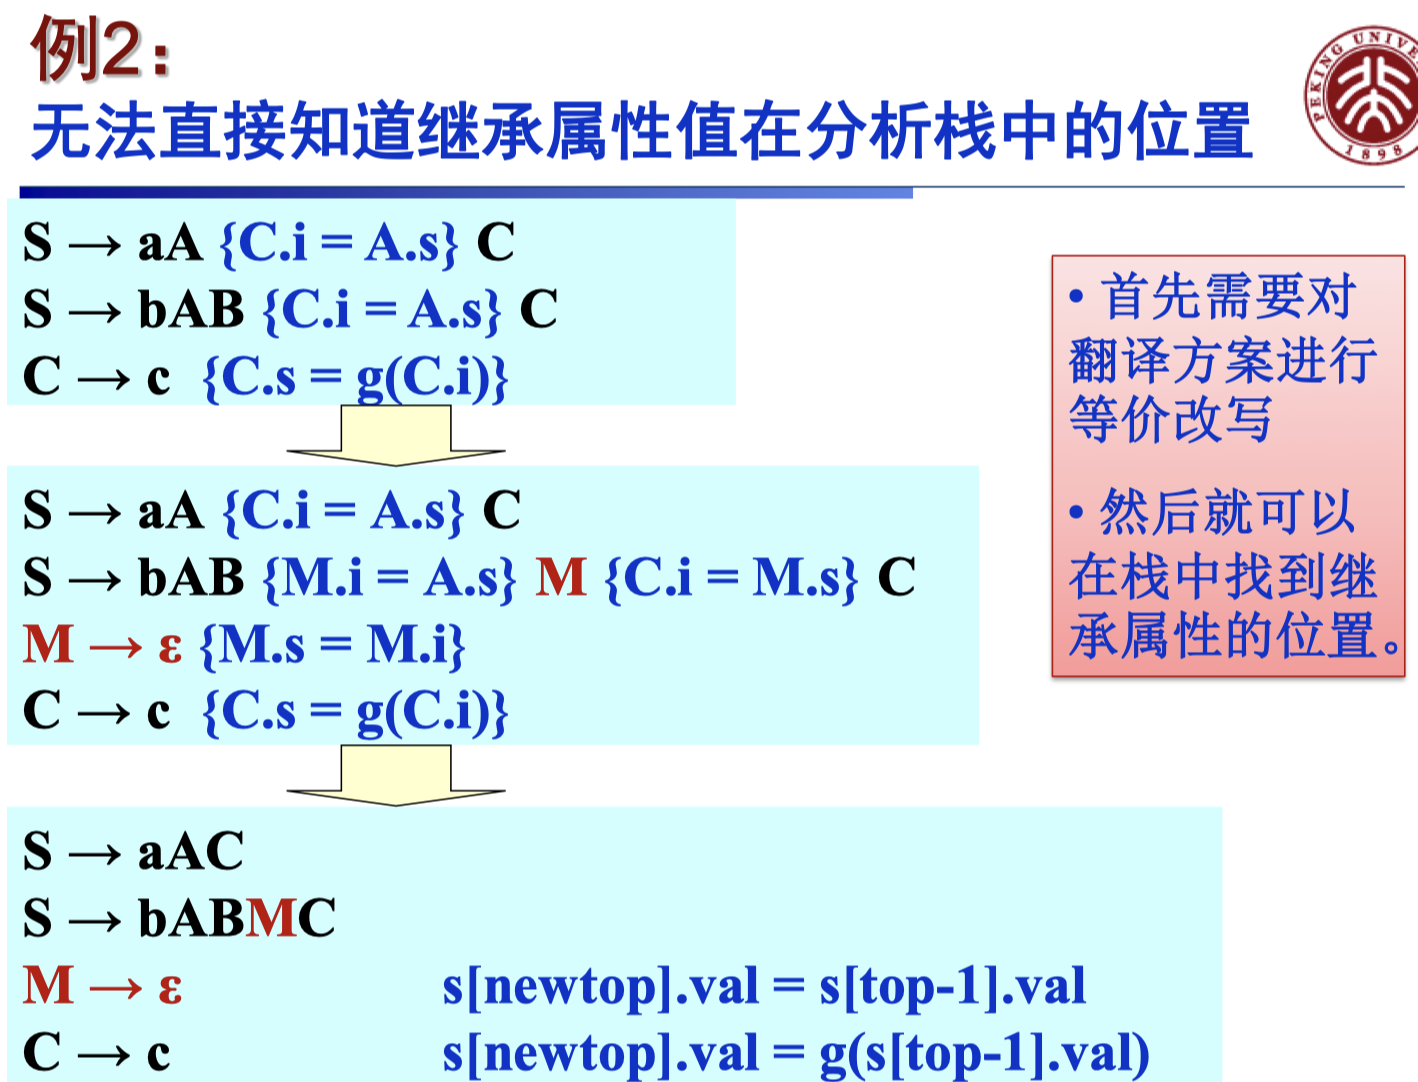 例2：
无法直接知道继承属性值在分析栈中的位置
PEKING UNIVE
1898
S → aA {C.i = A.s} C
S → bAB {C.i = A.s} C
C → c {C.s = g(C.i)}
S → aA {C.i = A.s} C
S → bAB {M.i = A.s} M {C.i = M.s} C
M → ε {M.s = M.i}
C → c {C.s = g(C.i)}
S → aAC
S → bABMC
M → ε s[newtop].val = s[top-1].val
C → c s[newtop].val = g(s[top-1].val)
• 首先需要对
翻译方案进行
等价改写
• 然后就可以
在栈中找到继
承属性的位置。